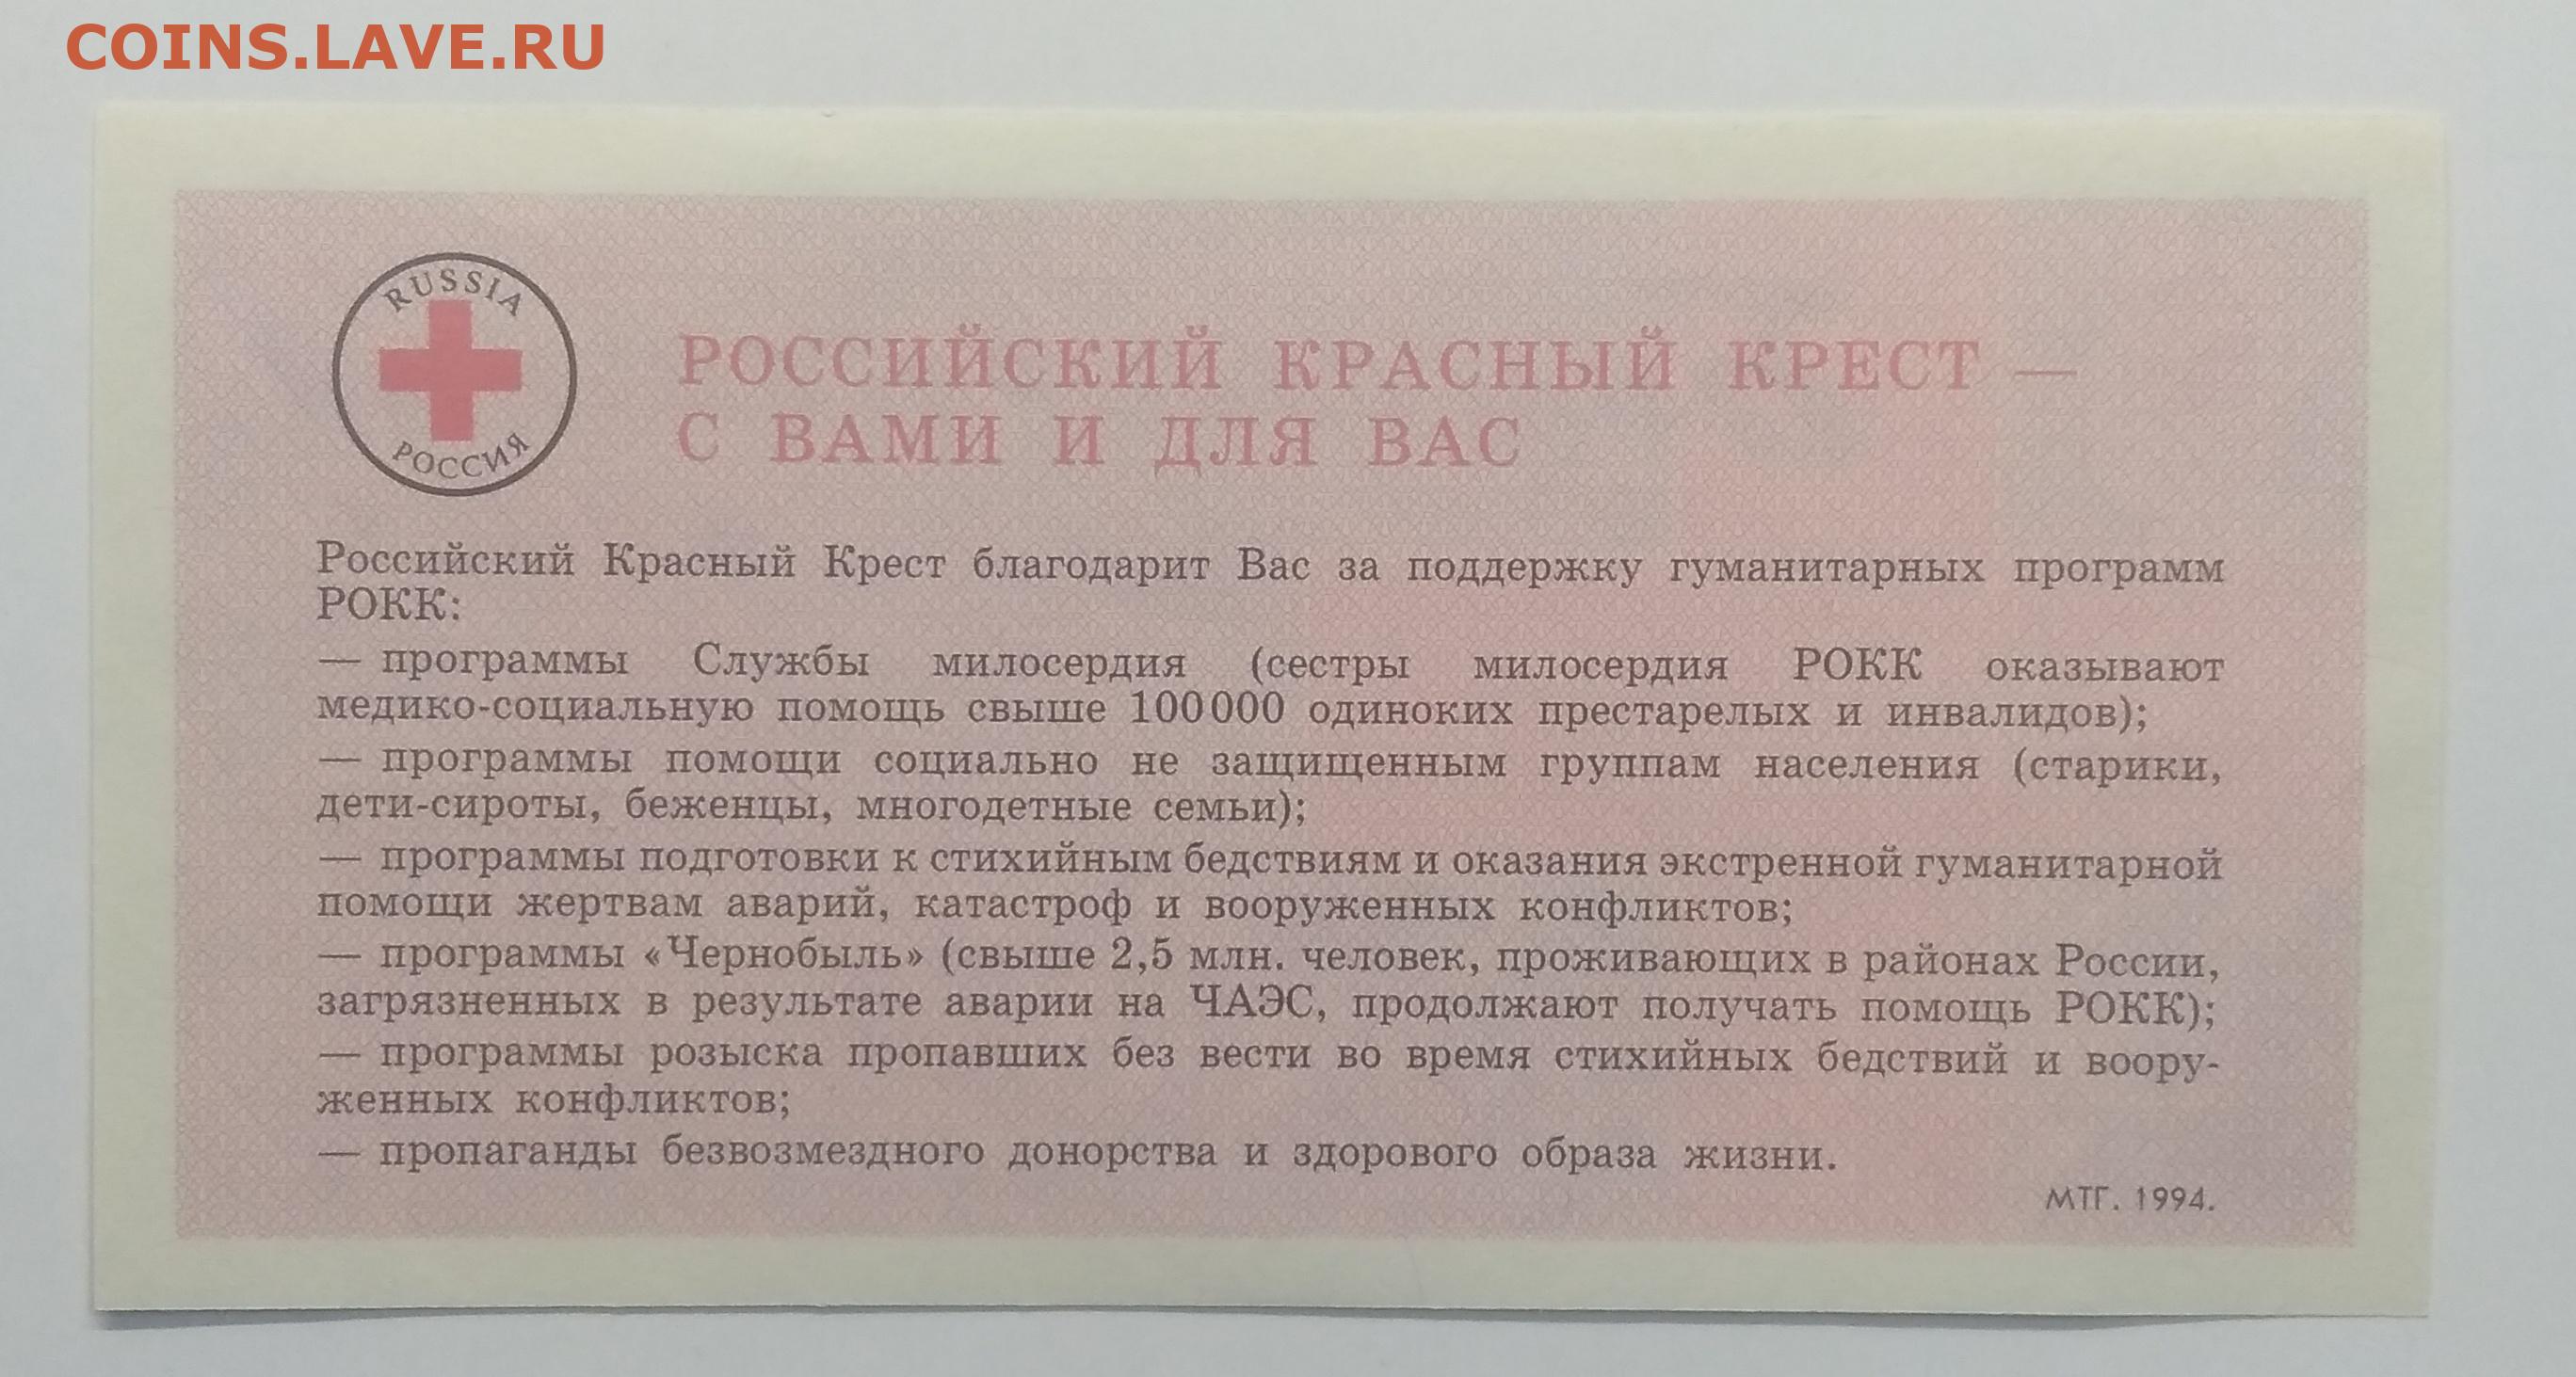 COINS.LAVE.RU
RUSSIA
РОССИЯ
РОССИЙСКИЙ КРАСНЫЙ КРЕСТ —
С ВАМИ И ДЛЯ ВАС
Российский Красный Крест благодарит Вас за поддержку гуманитарных программ
РОКК:
— программы Службы милосердия (сестры милосердия РОКК оказывают
медико-социальную помощь свыше 100 000 одиноких престарелых и инвалидов);
— программы помощи социально не защищенным группам населения (старики,
дети-сироты, беженцы, многодетные семьи);
— программы подготовки к стихийным бедствиям и оказания экстренной гуманитарной
помощи жертвам аварий, катастроф и вооруженных конфликтов;
— программы «Чернобыль» (свыше 2,5 млн. человек, проживающих в районах России,
загрязненных в результате аварии на ЧАЭС, продолжают получать помощь РОКК);
— программы розыска пропавших без вести во время стихийных бедствий и воору-
женных конфликтов;
— пропаганды безвозмездного донорства и здорового образа жизни.
МТГ. 1994.